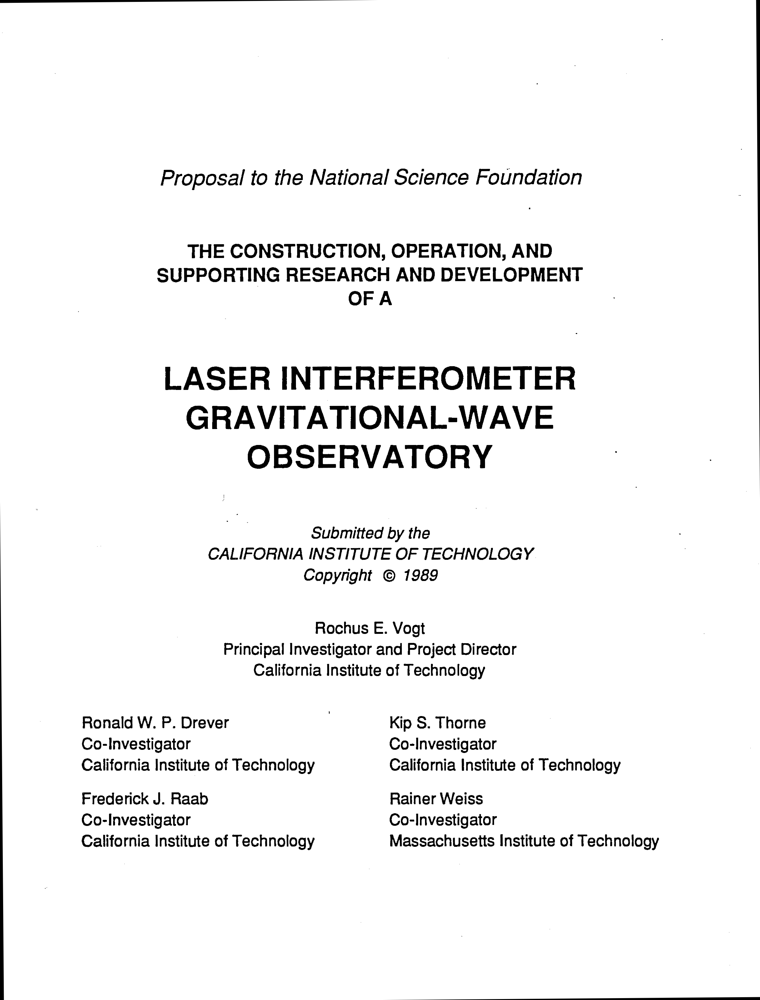 Proposal to the National Science Foundation
THE CONSTRUCTION, OPERATION, AND
SUPPORTING RESEARCH AND DEVELOPMENT
OF A
LASER INTERFEROMETER
GRAVITATIONAL-WAVE
OBSERVATORY
Submitted by the
CALIFORNIA INSTITUTE OF TECHNOLOGY
Copyright © 1989
Rochus E. Vogt
Principal Investigator and Project Director
California Institute of Technology
Ronald W. P. Drever
Co-Investigator
California Institute of Technology
Kip S. Thorne
Co-Investigator
California Institute of Technology
Frederick J. Raab
Co-Investigator
California Institute of Technology
Rainer Weiss
Co-Investigator
Massachusetts Institute of Technology